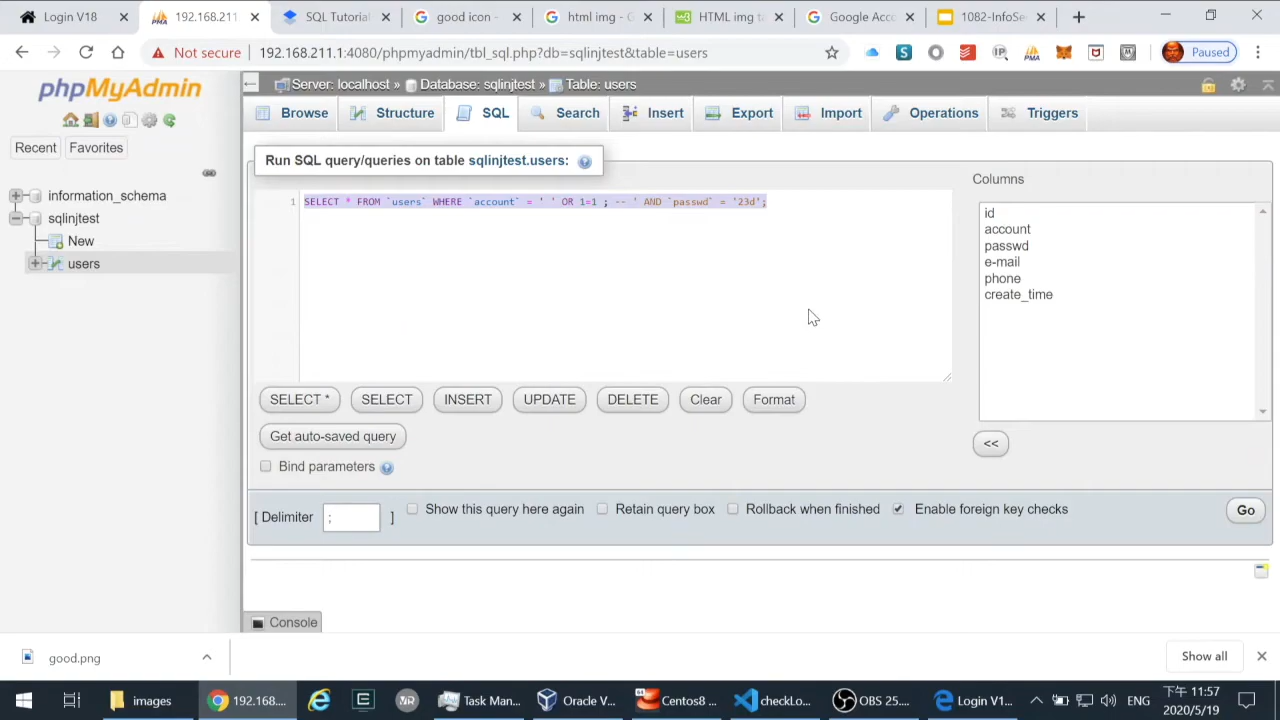 Login V18
192.168.211
SQL Tutorial
good icon -
html img - G
HTML img ta
Google Acco
1082-InfoSe
Not secure
192.168.211.1:4080/phpmyadmin/tbl_sql.php?db=sqlinjtest&table=users
Paused
phpMyAdmin
Recent
Favorites
information_schema
sqlinjtest
New
users
Server: localhost » Database: sqlinjtest » Table: users
Browse
Structure
SQL
Search
Insert
Export
Import
Operations
Triggers
Run SQL query/queries on table sqlinjtest.users:
1 SELECT * FROM `users` WHERE `account` = ' ' OR 1=1 ; -- ' AND `passwd` = '23d';
Columns
id
account
passwd
e-mail
phone
create_time
SELECT *
SELECT
INSERT
UPDATE
DELETE
Clear
Format
Get auto-saved query
<<
Bind parameters
[ Delimiter ; ]
Show this query here again
Retain query box
Rollback when finished
Enable foreign key checks
Go
Console
good.png
Show all
images
192.168....
Task Man...
Oracle V...
Centos8 ...
checkLo...
OBS 25....
Login V1...
ENG
下午 11:57
2020/5/19